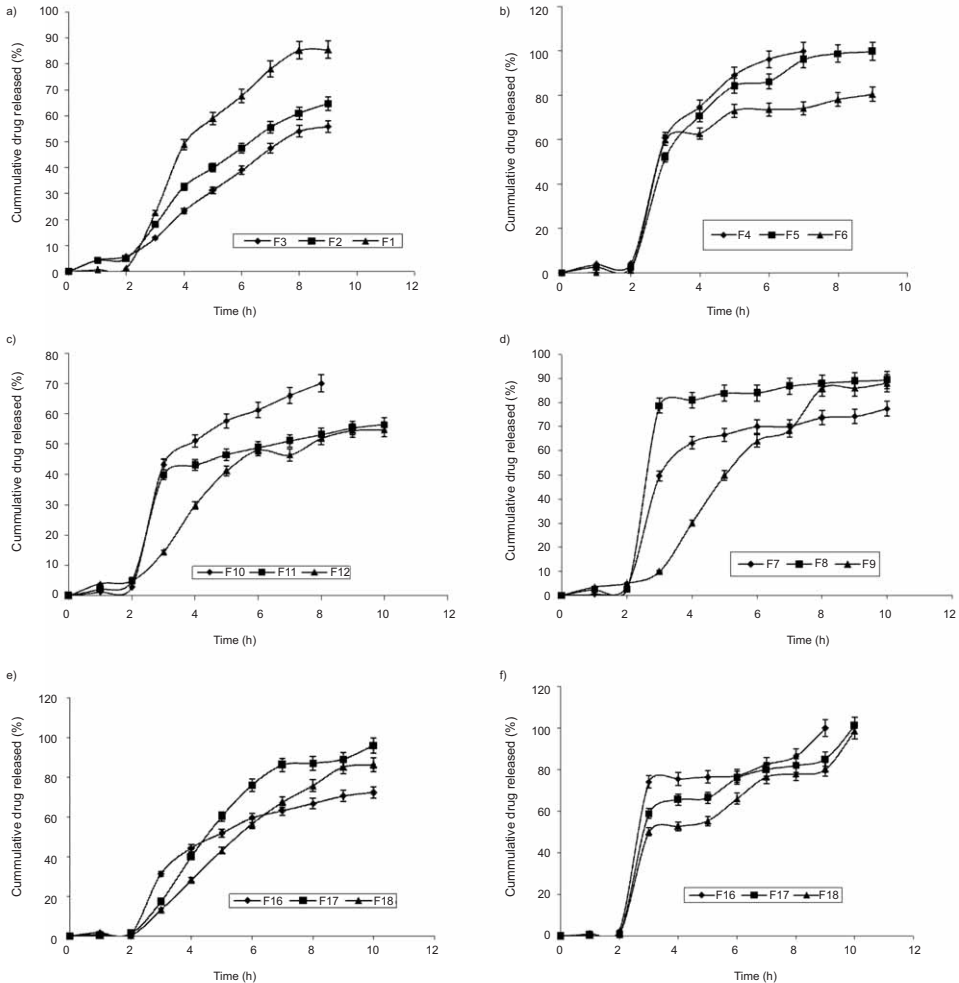 a)
Cummulative drug released (%)
100
90
80
70
60
50
40
30
20
10
0
0 2 4 6 8 10 12
F3 F2 F1
Time (h)
b)
Cummulative drug released (%)
120
100
80
60
40
20
0
0 2 4 6 8 10
F4 F5 F6
Time (h)
c)
Cummulative drug released (%)
80
70
60
50
40
30
20
10
0
0 2 4 6 8 10 12
F10 F11 F12
Time (h)
d)
Cummulative drug released (%)
100
90
80
70
60
50
40
30
20
10
0
0 2 4 6 8 10 12
F7 F8 F9
Time (h)
e)
Cummulative drug released (%)
120
100
80
60
40
20
0
0 2 4 6 8 10 12
F16 F17 F18
Time (h)
f)
Cummulative drug released (%)
120
100
80
60
40
20
0
0 2 4 6 8 10 12
F16 F17 F18
Time (h)